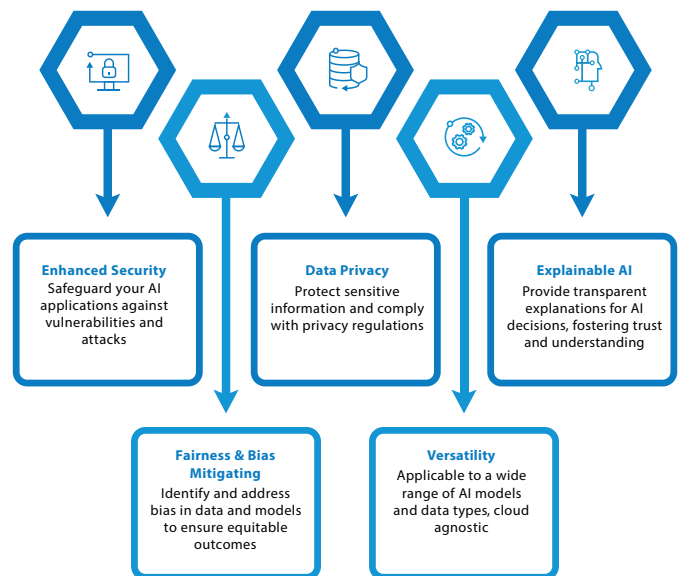 Enhanced Security
Safeguard your AI
applications against
vulnerabilities and
attacks
Data Privacy
Protect sensitive
information and comply
with privacy regulations
Explainable AI
Provide transparent
explanations for AI
decisions, fostering trust
and understanding
Fairness & Bias
Mitigating
Identify and address
bias in data and models
to ensure equitable
outcomes
Versatility
Applicable to a wide
range of AI models
and data types, cloud
agnostic